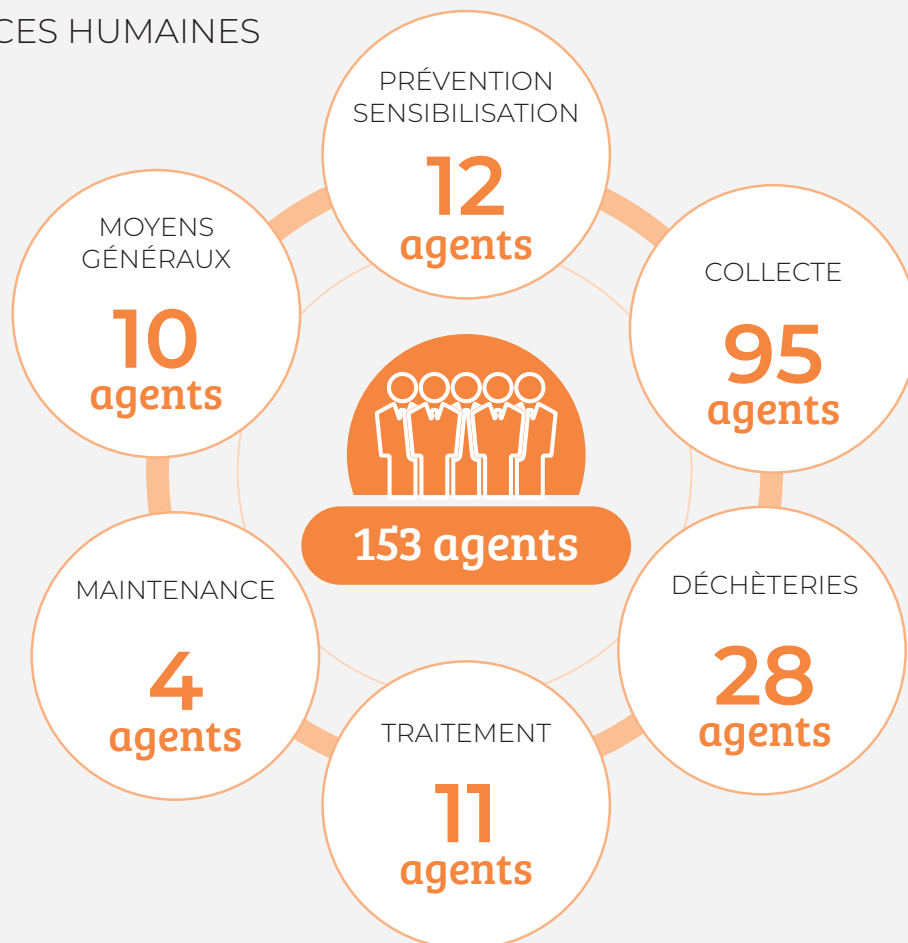 CES HUMAINES
PRÉVENTION
SENSIBILISATION
12
agents
MOYENS
GÉNÉRAUX
10
agents
COLLECTE
95
agents
153 agents
MAINTENANCE
4
agents
DÉCHÈTERIES
28
agents
TRAITEMENT
11
agents